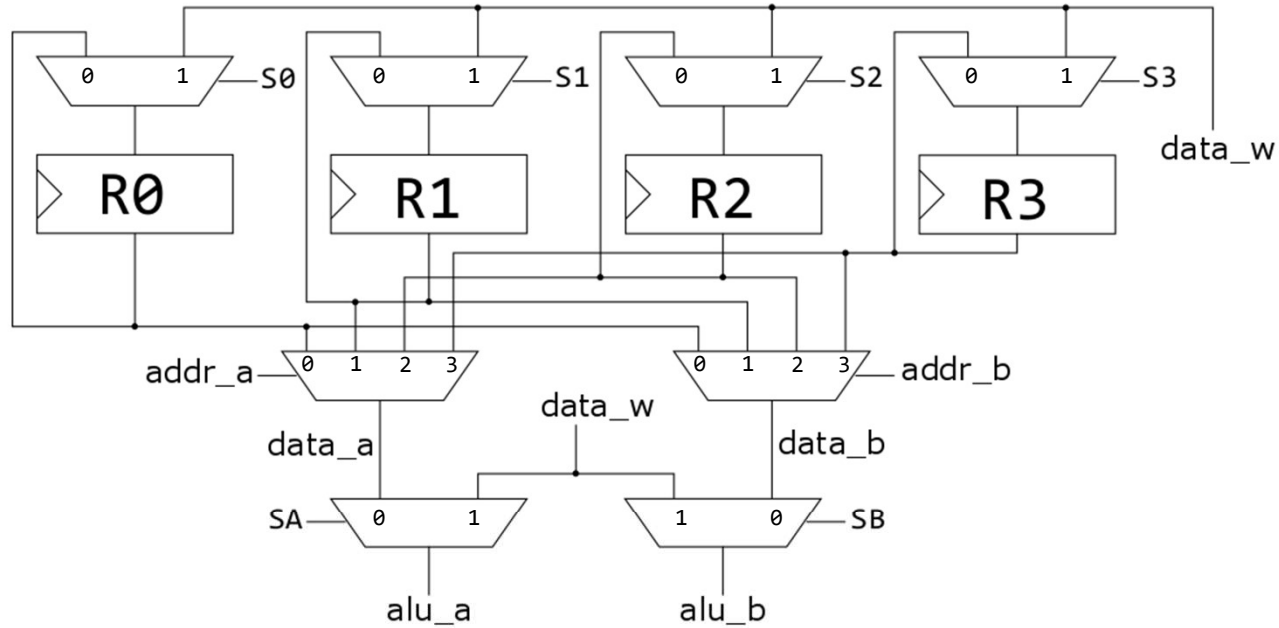 0 1 S0 0 1 S1 0 1 S2 0 1 S3
data_w
R0 R1 R2 R3
addr_a 0 1 2 3 0 1 2 3 addr_b
data_w
data_a data_b
SA 0 1 1 0 SB
alu_a alu_b